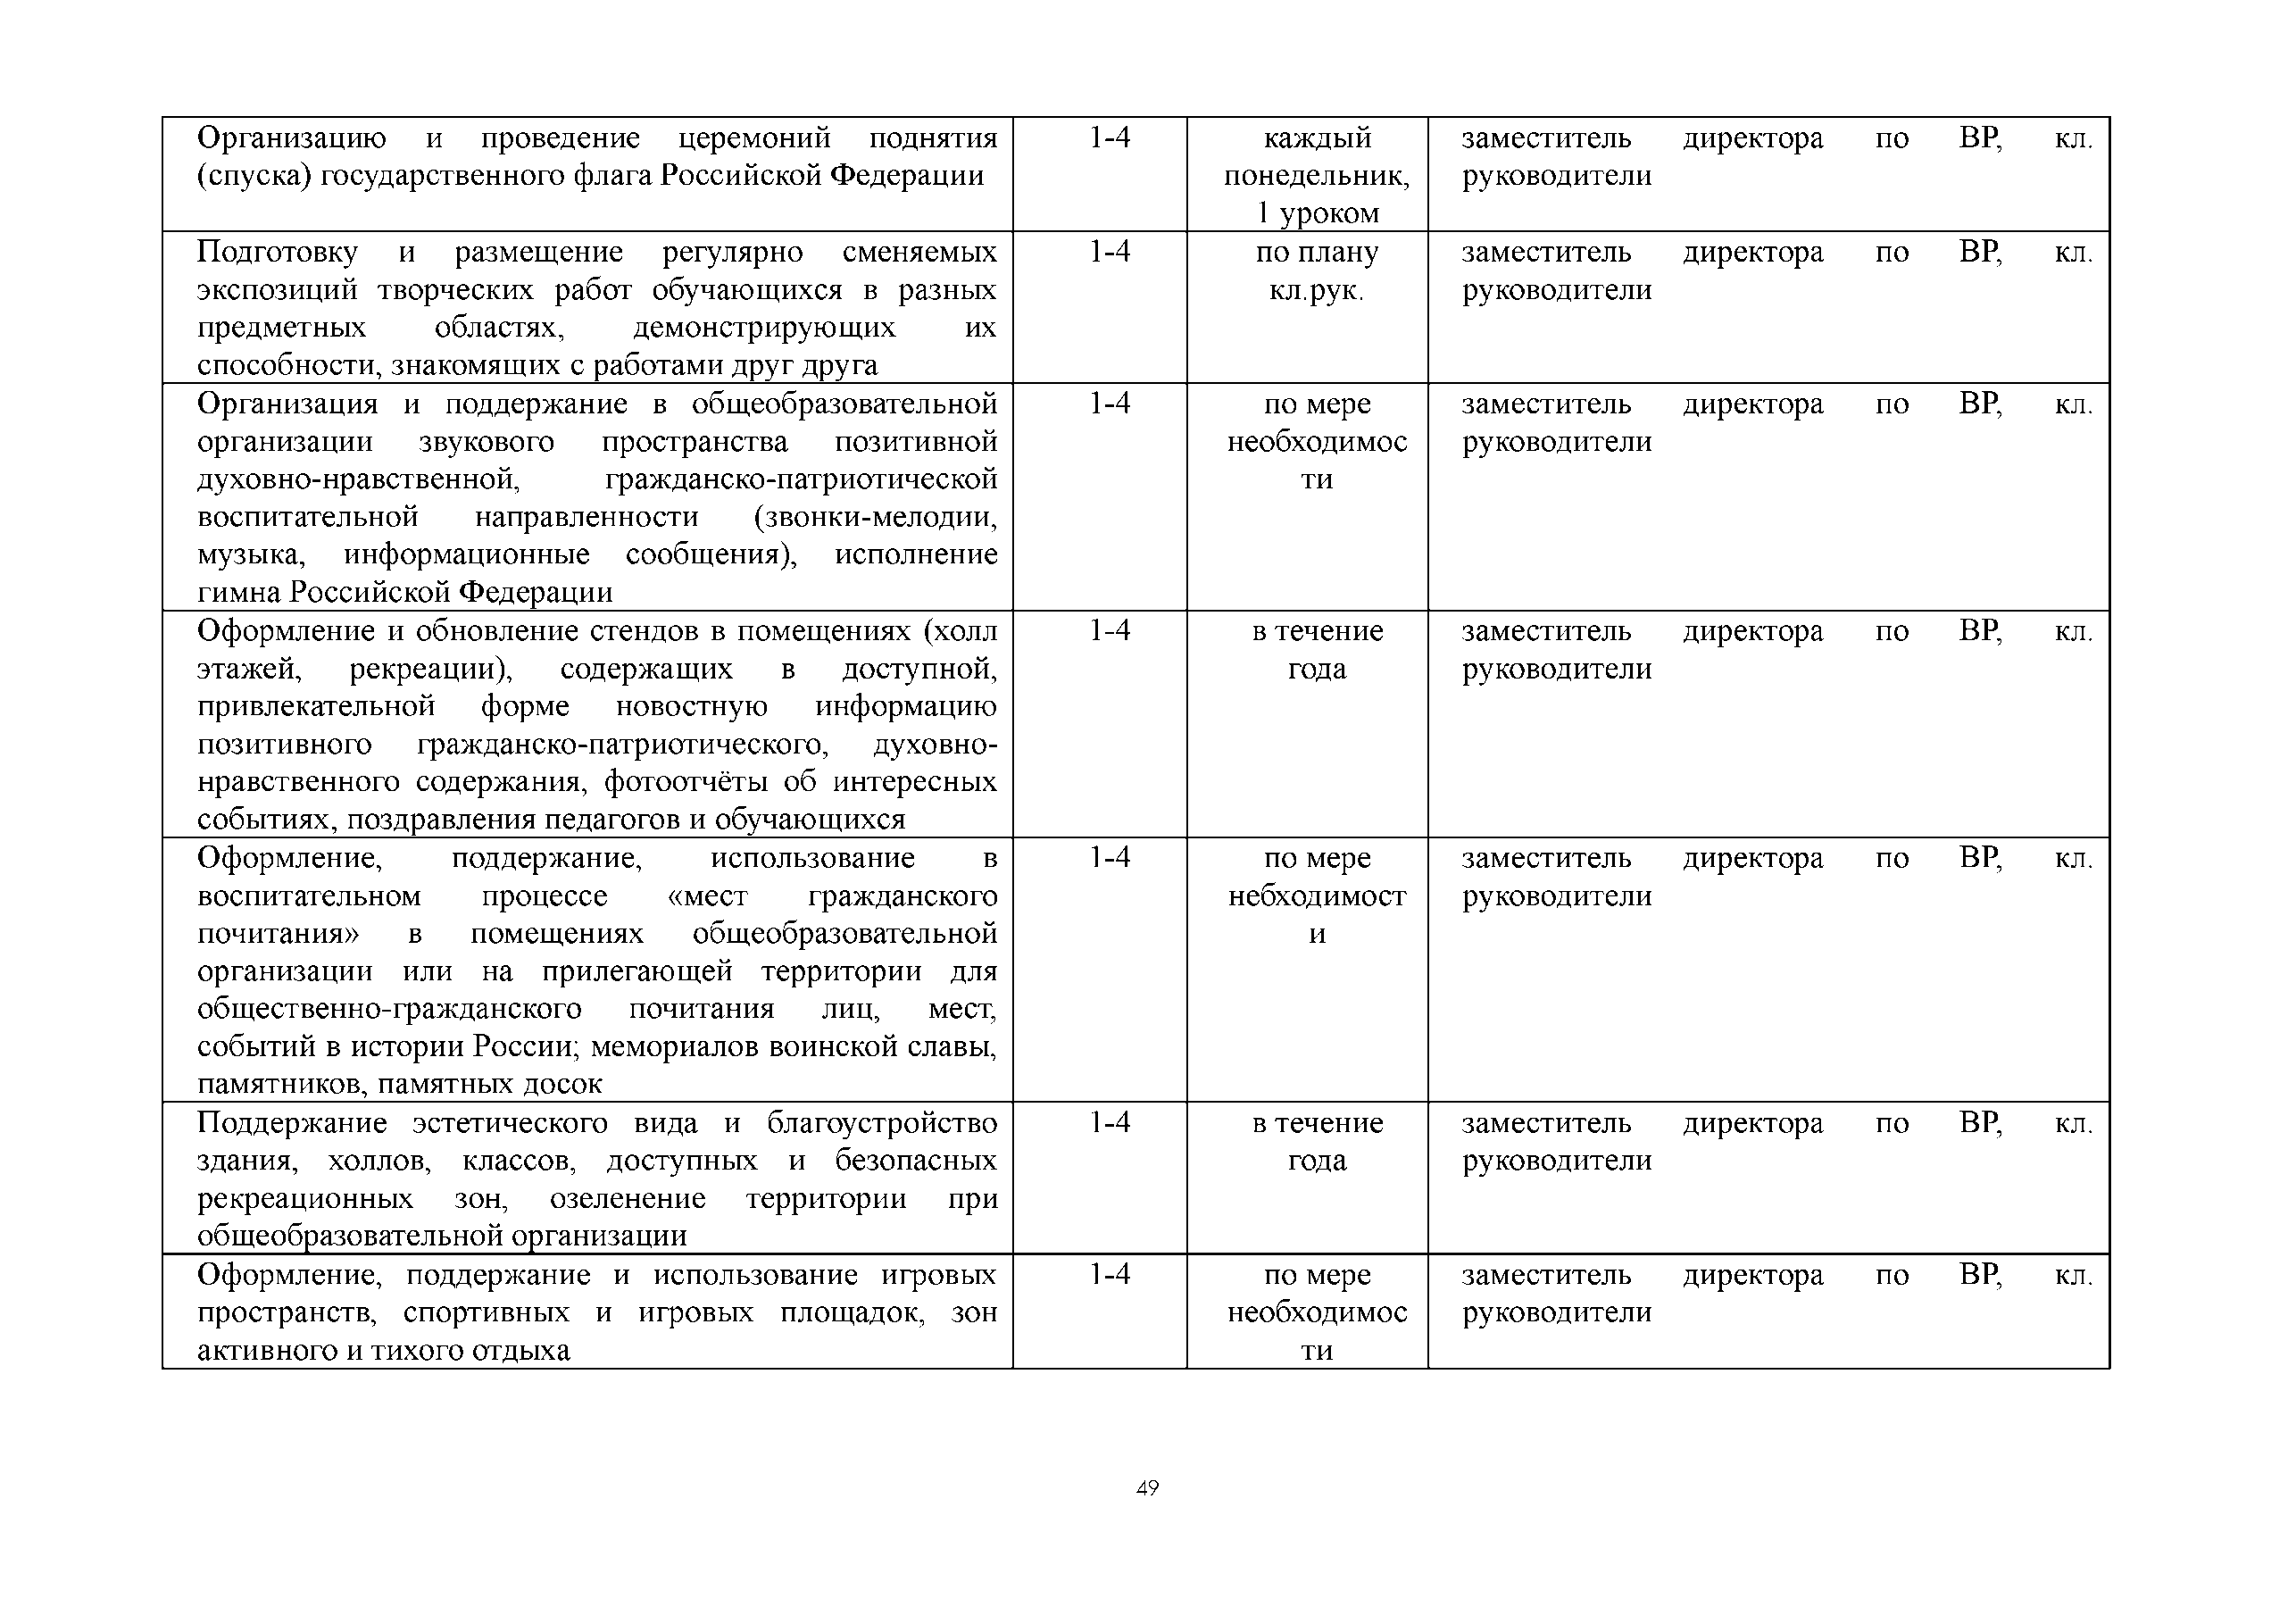 Организацию и проведение церемоний поднятия
(спуска) государственного флага Российской Федерации
1-4
каждый
понедельник,
1 уроком
заместитель директора по ВР, кл.
руководители
Подготовку и размещение регулярно сменяемых
экспозиций творческих работ обучающихся в разных
предметных областях, демонстрирующих их
способности, знакомящих с работами друг друга
1-4
по плану
кл.рук.
заместитель директора по ВР, кл.
руководители
Организация и поддержание в общеобразовательной
организации звукового пространства позитивной
духовно-нравственной, гражданско-патриотической
воспитательной направленности (звонки-мелодии,
музыка, информационные сообщения), исполнение
гимна Российской Федерации
1-4
по мере
необходимос
ти
заместитель директора по ВР, кл.
руководители
Оформление и обновление стендов в помещениях (холл
этажей, рекреации), содержащих в доступной,
привлекательной форме новостную информацию
позитивного гражданско-патриотического, духовно-
нравственного содержания, фотоотчёты об интересных
событиях, поздравления педагогов и обучающихся
1-4
в течение
года
заместитель директора по ВР, кл.
руководители
Оформление, поддержание, использование в
воспитательном процессе «мест гражданского
почитания» в помещениях общеобразовательной
организации или на прилегающей территории для
общественно-гражданского почитания лиц, мест,
событий в истории России; мемориалов воинской славы,
памятников, памятных досок
1-4
по мере
небходимост
и
заместитель директора по ВР, кл.
руководители
Поддержание эстетического вида и благоустройство
здания, холлов, классов, доступных и безопасных
рекреационных зон, озеленение территории при
общеобразовательной организации
1-4
в течение
года
заместитель директора по ВР, кл.
руководители
Оформление, поддержание и использование игровых
пространств, спортивных и игровых площадок, зон
активного и тихого отдыха
1-4
по мере
необходимос
ти
заместитель директора по ВР, кл.
руководители
49